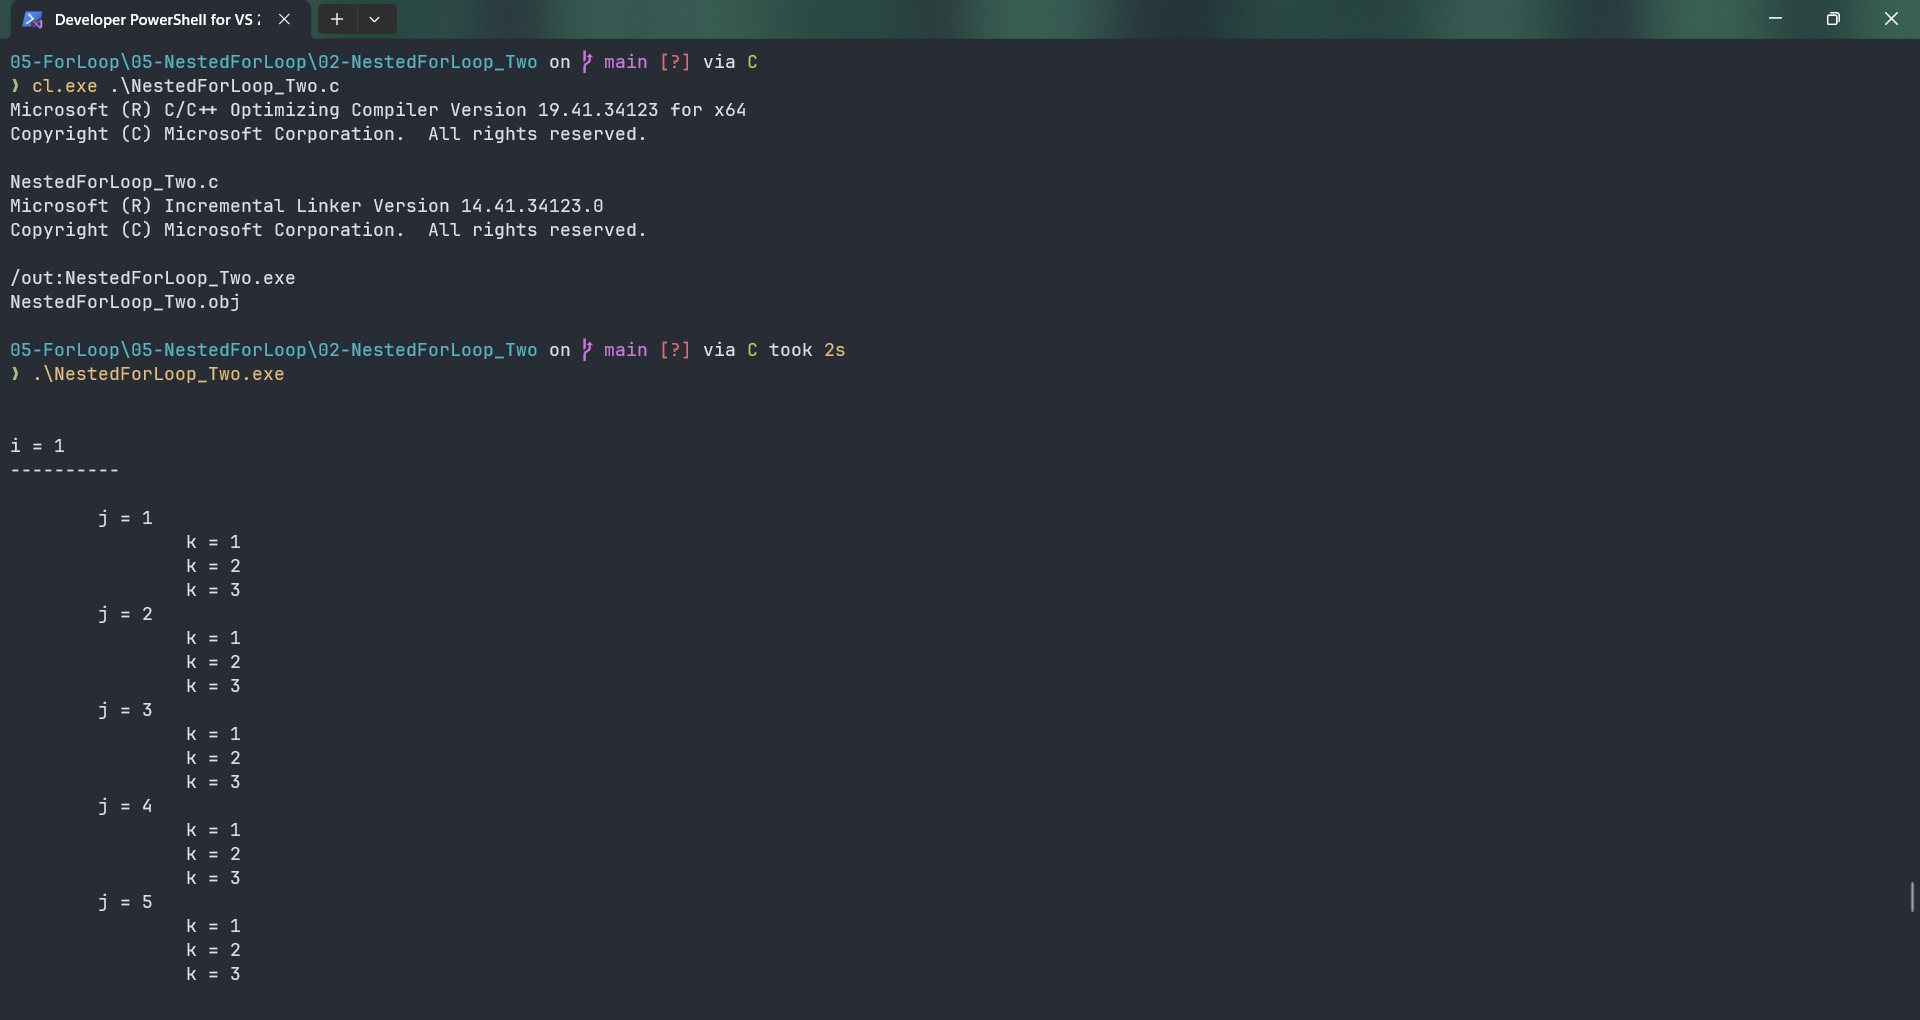 Developer PowerShell for VS 2
05-ForLoop\05-NestedForLoop\02-NestedForLoop_Two on main [?] via C
❯ cl.exe .\NestedForLoop_Two.c
Microsoft (R) C/C++ Optimizing Compiler Version 19.41.34123 for x64
Copyright (C) Microsoft Corporation.  All rights reserved.
NestedForLoop_Two.c
Microsoft (R) Incremental Linker Version 14.41.34123.0
Copyright (C) Microsoft Corporation.  All rights reserved.
/out:NestedForLoop_Two.exe
NestedForLoop_Two.obj
05-ForLoop\05-NestedForLoop\02-NestedForLoop_Two on main [?] via C took 2s
❯ .\NestedForLoop_Two.exe
i = 1
----------
j = 1
k = 1
k = 2
k = 3
j = 2
k = 1
k = 2
k = 3
j = 3
k = 1
k = 2
k = 3
j = 4
k = 1
k = 2
k = 3
j = 5
k = 1
k = 2
k = 3